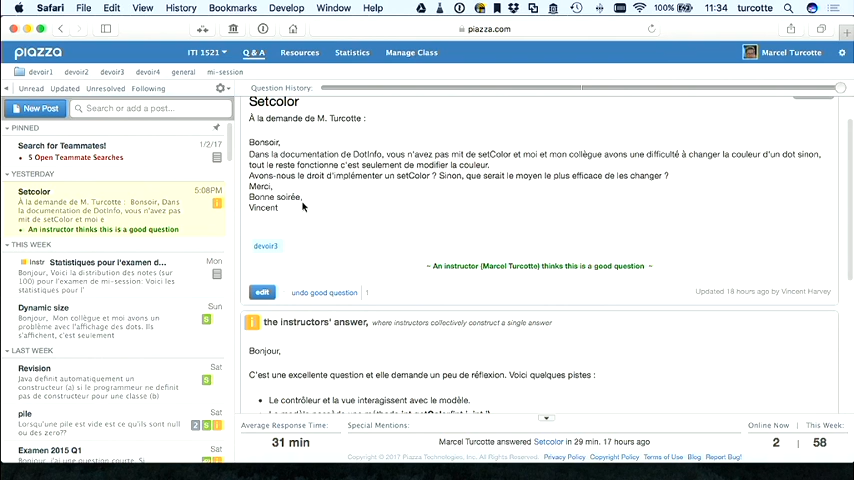 Safari File Edit View History Bookmarks Develop Window Help 100% 11:34 turcotte
piazza.com
piazza ITI 1521 Q & A Resources Statistics Manage Class Marcel Turcotte
devoir1 devoir2 devoir3 devoir4 general mi-session
Unread Updated Unresolved Following
Question History:
New Post Search or add a post...
PINNED
Search for Teammates! 1/2/17
5 Open Teammate Searches
YESTERDAY
Setcolor 5:08PM
À la demande de M. Turcotte : Bonsoir, Dans
la documentation de DotInfo, vous n'avez pas
mit de setColor et moi e
An instructor thinks this is a good question
THIS WEEK
Instr Statistiques pour l'examen d... Mon
Bonjour, Voici la distribution des notes (sur
100) pour l'examen de mi-session: Voici les
statistiques pour l'
Dynamic size Sun
Bonjour, Mon collègue et moi avons un
problème avec l'affichage des dots. Ils
s'affichent, c'est seulement
LAST WEEK
Revision Sat
Java definit automatiquement un
constructeur (a) si le programmeur ne definit
pas de constructeur pour une classe (b)
pile Sat
Lorsqu'une pile est vide est ce qu'ils sont null
ou des zero??
2 s i
Examen 2015 Q1 Sat
Bonjour, j'ai une question courte. Si
Setcolor
À la demande de M. Turcotte :
Bonsoir,
Dans la documentation de DotInfo, vous n'avez pas mit de setColor et moi et mon collègue avons une difficulté à changer la couleur d'un dot sinon,
tout le reste fonctionne c'est seulement de modifier la couleur.
Avons-nous le droit d'implémenter un setColor ? Sinon, que serait le moyen le plus efficace de les changer ?
Merci,
Bonne soirée,
Vincent
devoir3
~ An instructor (Marcel Turcotte) thinks this is a good question ~
edit undo good question 1 Updated 18 hours ago by Vincent Harvey
i the instructors' answer, where instructors collectively construct a single answer
Bonjour,
C'est une excellente question et elle demande un peu de réflexion. Voici quelques pistes :
• Le contrôleur et la vue interagissent avec le modèle.
Average Response Time: Special Mentions: Online Now This Week:
31 min Marcel Turcotte answered Setcolor in 29 min. 17 hours ago 2 58
Copyright © 2017 Piazza Technologies, Inc. All Rights Reserved. Privacy Policy Copyright Policy Terms of Use Blog Report Bug!